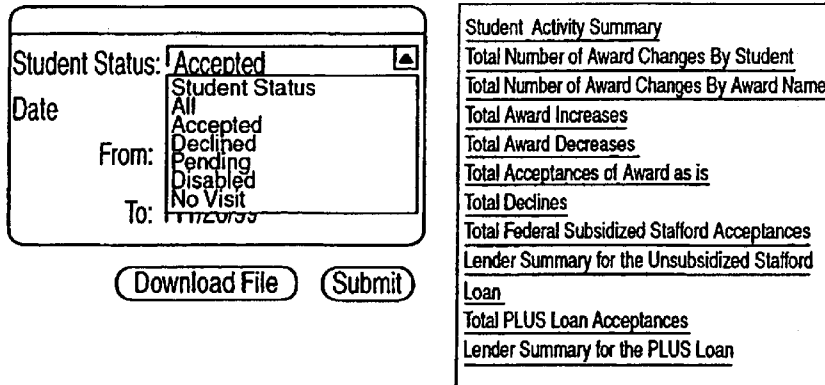 Student Status: Accepted
Student Status
All
Accepted
Declined
Pending
Disabled
No Visit
Date
From:
To:
Download File
Submit
Student Activity Summary
Total Number of Award Changes By Student
Total Number of Award Changes By Award Name
Total Award Increases
Total Award Decreases
Total Acceptances of Award as is
Total Declines
Total Federal Subsidized Stafford Acceptances
Lender Summary for the Unsubsidized Stafford
Loan
Total PLUS Loan Acceptances
Lender Summary for the PLUS Loan